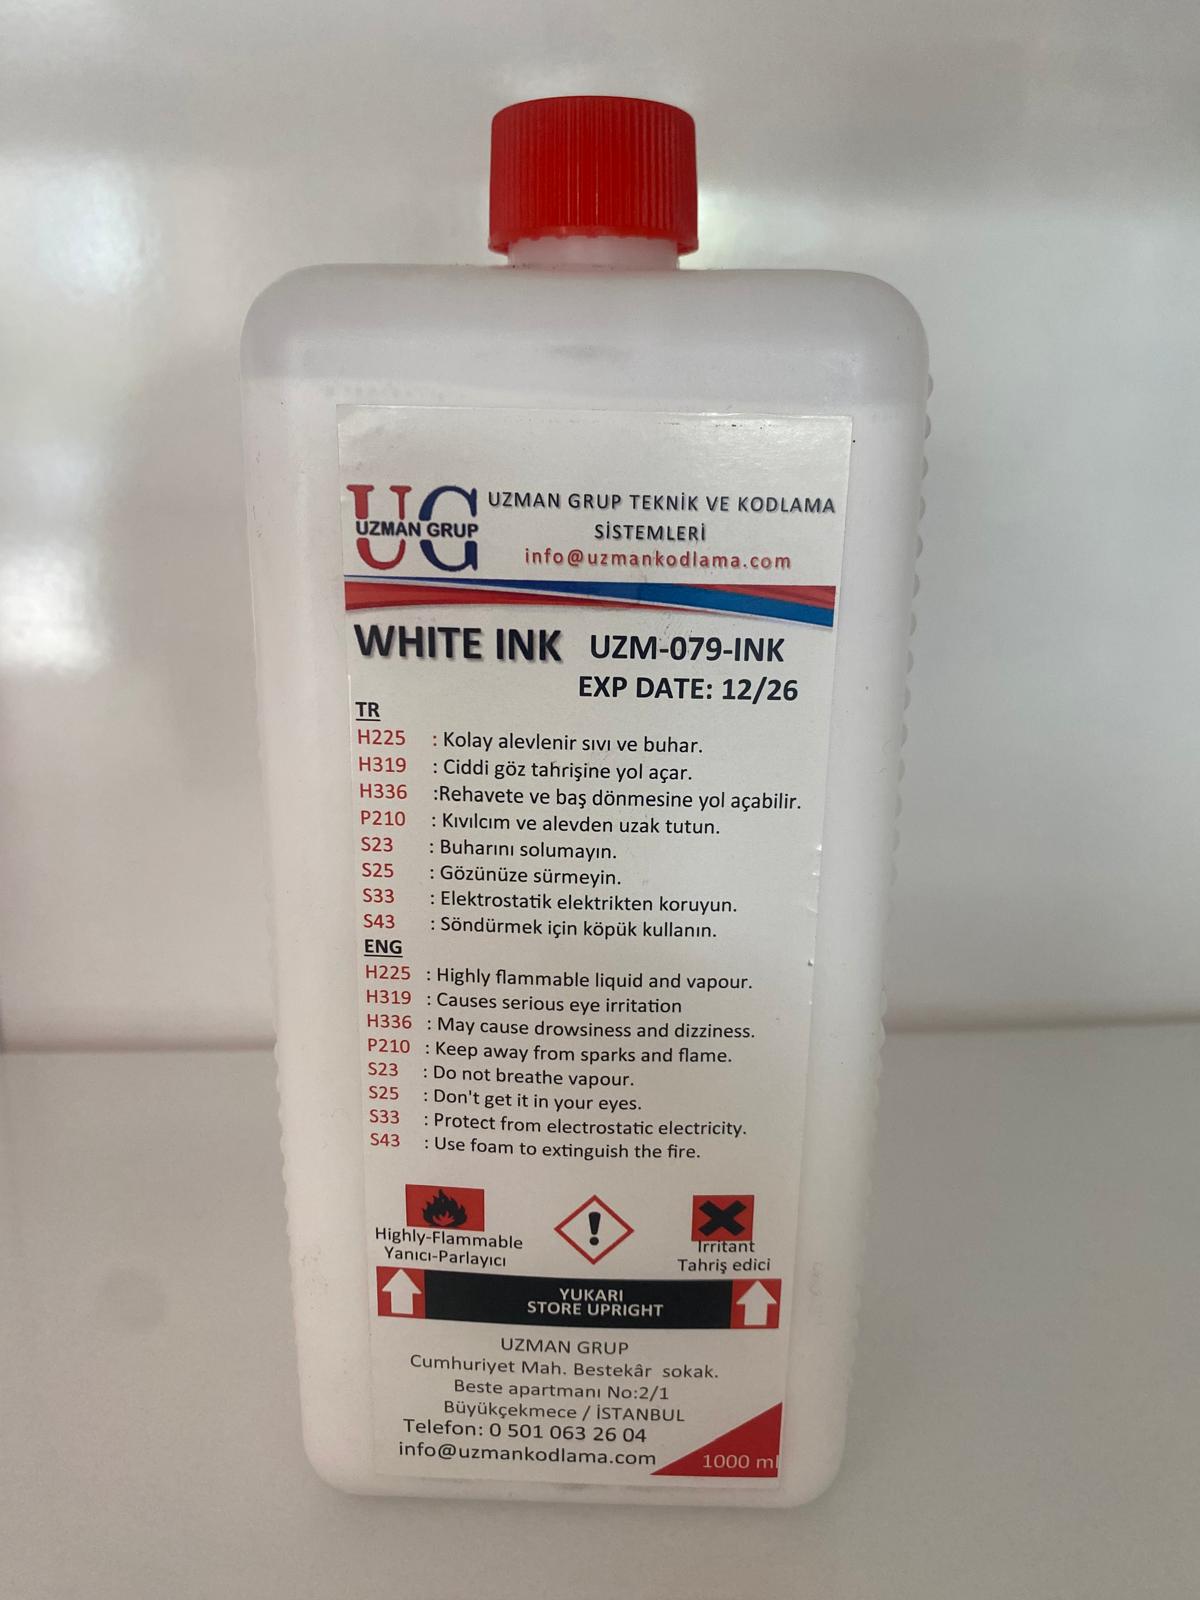 UG
UZMAN GRUP
UZMAN GRUP TEKNİK VE KODLAMA
SİSTEMLERİ
info@uzmankodlama.com
WHITE INK UZM-079-INK
EXP DATE: 12/26
TR
H225 : Kolay alevlenir sıvı ve buhar.
H319 : Ciddi göz tahrişine yol açar.
H336 :Rehavete ve baş dönmesine yol açabilir.
P210 : Kıvılcım ve alevden uzak tutun.
S23 : Buharını solumayın.
S25 : Gözünüze sürmeyin.
S33 : Elektrostatik elektrikten koruyun.
S43 : Söndürmek için köpük kullanın.
ENG
H225 : Highly flammable liquid and vapour.
H319 : Causes serious eye irritation
H336 : May cause drowsiness and dizziness.
P210 : Keep away from sparks and flame.
S23 : Do not breathe vapour.
S25 : Don't get it in your eyes.
S33 : Protect from electrostatic electricity.
S43 : Use foam to extinguish the fire.
Highly-Flammable
Yanıcı-Parlayıcı
Irritant
Tahriş edici
YUKARI
STORE UPRIGHT
UZMAN GRUP
Cumhuriyet Mah. Bestekâr sokak.
Beste apartmanı No:2/1
Büyükçekmece / İSTANBUL
Telefon: 0 501 063 26 04
info@uzmankodlama.com
1000 ml